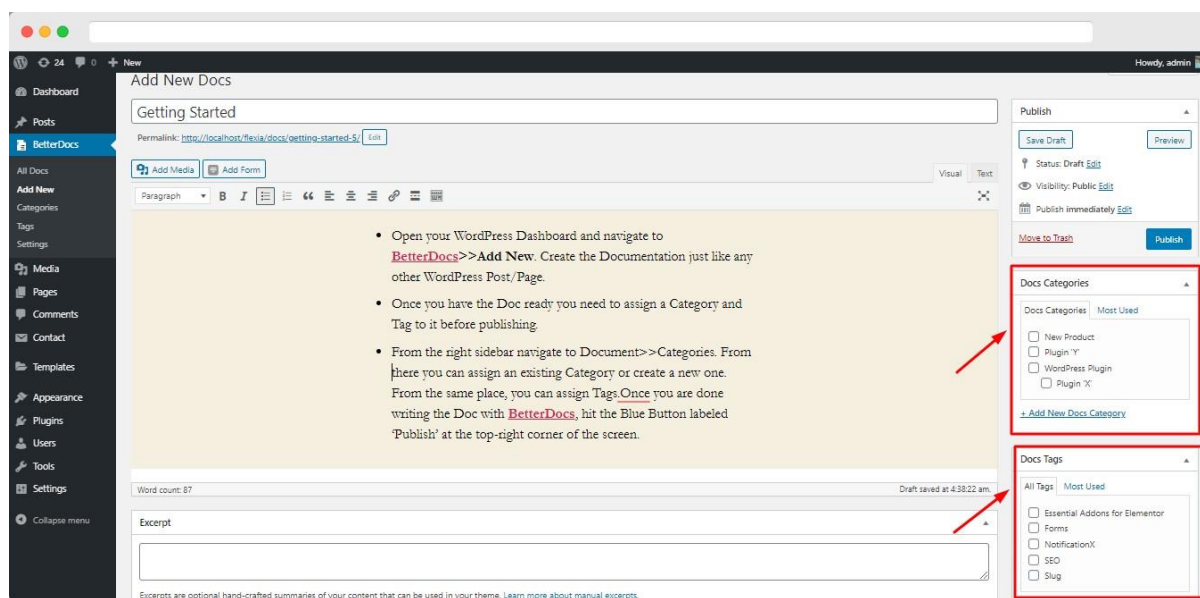 24 0 + New
Howdy, admin
Dashboard
Posts
BetterDocs
All Docs
Add New
Categories
Tags
Settings
Media
Pages
Comments
Contact
Templates
Appearance
Plugins
Users
Tools
Settings
Collapse menu
Add New Docs
Getting Started
Permalink: http://localhost/flexia/docs/getting-started-5/ Edit
Add Media Add Form
Visual Text
Paragraph B I
• Open your WordPress Dashboard and navigate to
BetterDocs>>Add New. Create the Documentation just like any
other WordPress Post/Page.
• Once you have the Doc ready you need to assign a Category and
Tag to it before publishing.
• From the right sidebar navigate to Document>>Categories. From
there you can assign an existing Category or create a new one.
From the same place, you can assign Tags.Once you are done
writing the Doc with BetterDocs, hit the Blue Button labeled
‘Publish’ at the top-right corner of the screen.
Word count: 87
Draft saved at 4:38:22 am.
Excerpt
Excerpts are optional hand-crafted summaries of your content that can be used in your theme. Learn more about manual excerpts.
Publish
Save Draft Preview
Status: Draft Edit
Visibility: Public Edit
Publish immediately Edit
Move to Trash Publish
Docs Categories
Docs Categories Most Used
New Product
Plugin 'Y'
WordPress Plugin
Plugin 'X'
+ Add New Docs Category
Docs Tags
All Tags Most Used
Essential Addons for Elementor
Forms
NotificationX
SEO
Slug